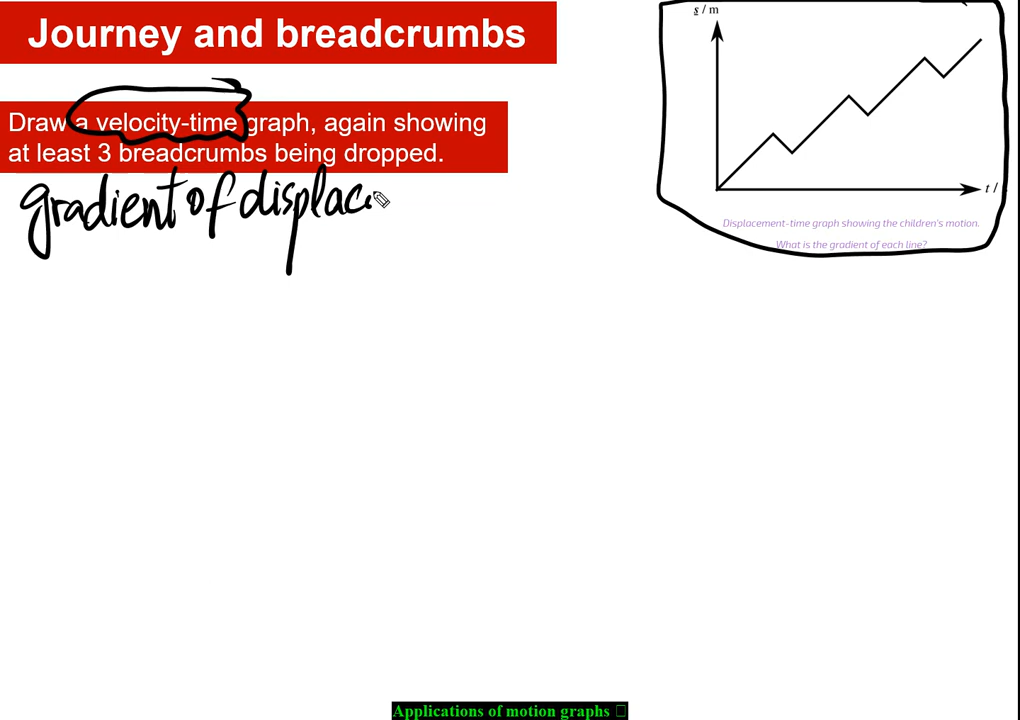 Journey and breadcrumbs
Draw a velocity-time graph, again showing
at least 3 breadcrumbs being dropped.
gradient of displace
s / m
t /
Displacement-time graph showing the children's motion.
What is the gradient of each line?
Applications of motion graphs